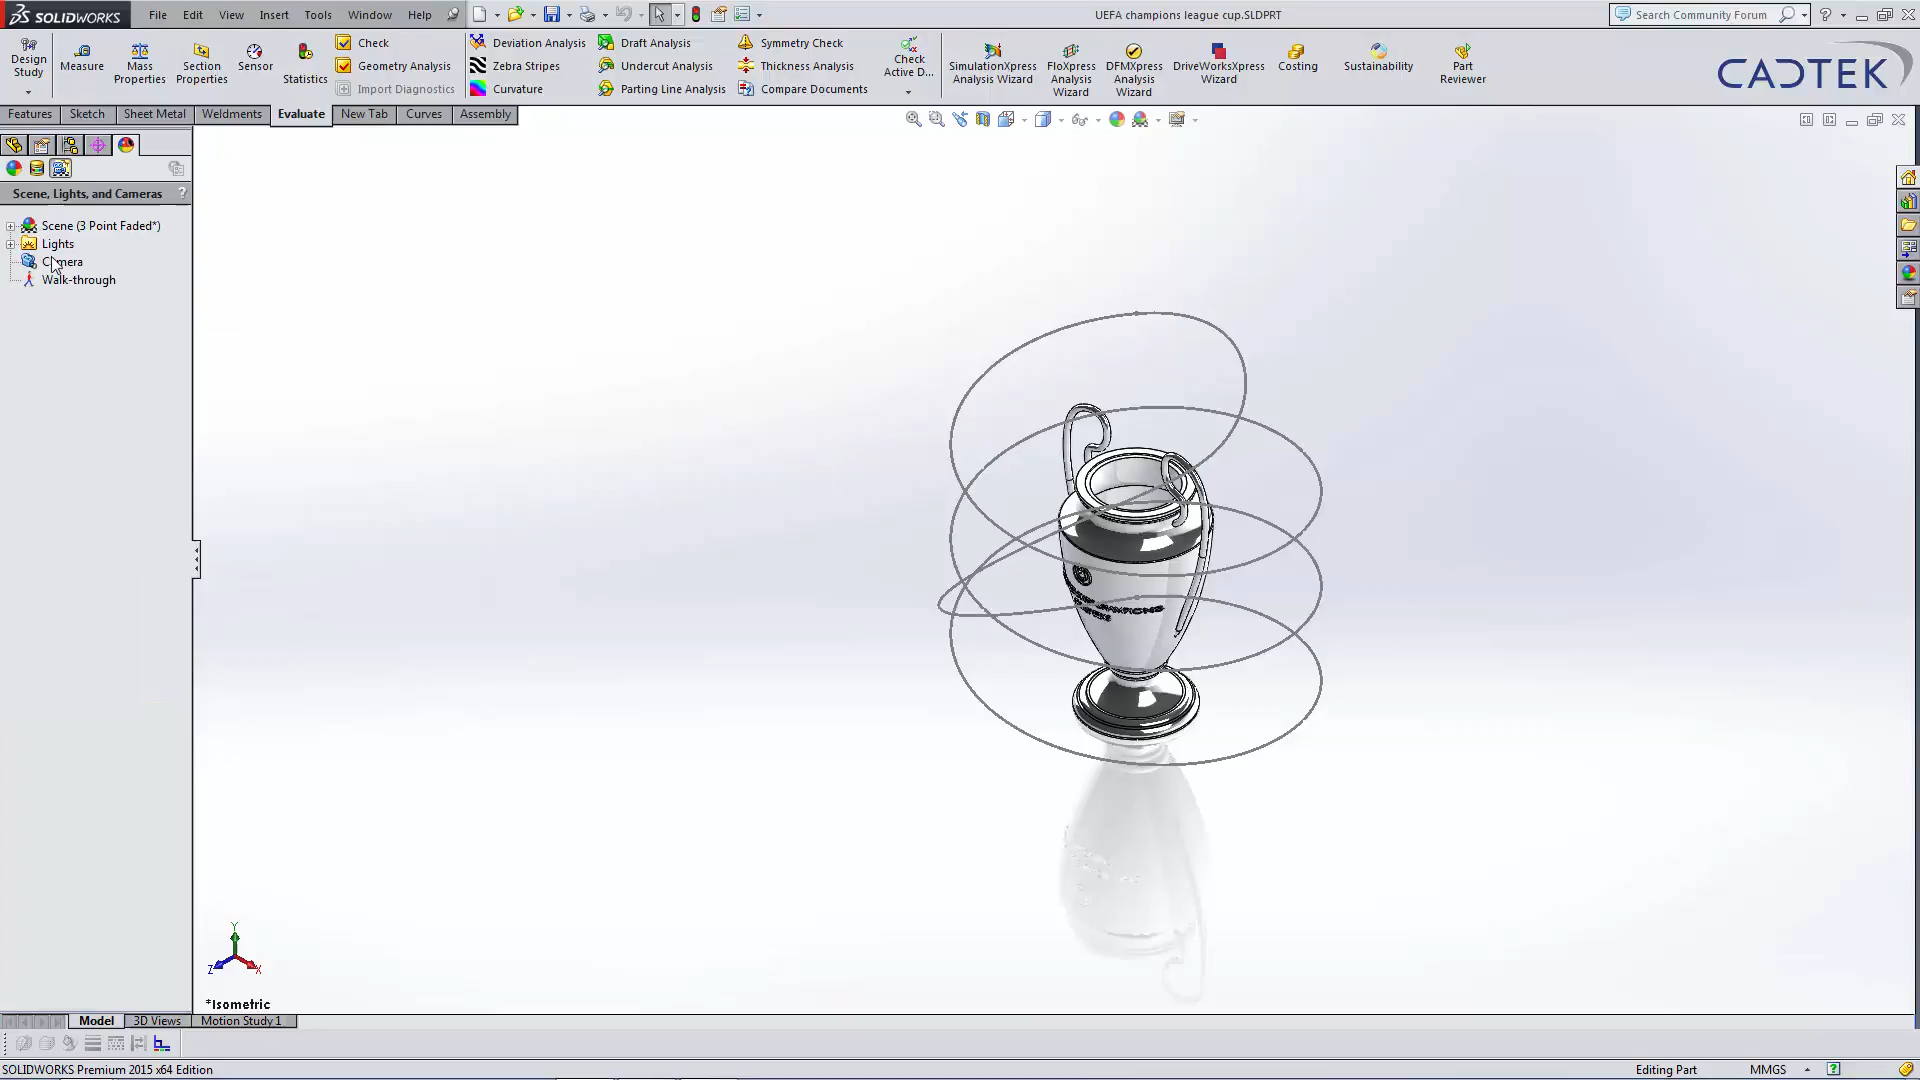 SOLIDWORKS File Edit View Insert Tools Window Help UEFA champions league cup.SLDPRT Search Community Forum
Design Study
Measure
Mass Properties
Section Properties
Sensor
Statistics
Check
Geometry Analysis
Import Diagnostics
Deviation Analysis
Zebra Stripes
Curvature
Draft Analysis
Undercut Analysis
Parting Line Analysis
Symmetry Check
Thickness Analysis
Compare Documents
Check Active D...
SimulationXpress Analysis Wizard
FloXpress Analysis Wizard
DFMXpress Analysis Wizard
DriveWorksXpress Wizard
Costing
Sustainability
Part Reviewer
CADTEK
Features Sketch Sheet Metal Weldments Evaluate New Tab Curves Assembly
Scene, Lights, and Cameras ?
Scene (3 Point Faded*)
Lights
Camera
Walk-through
Y
Z X
*Isometric
Model 3D Views Motion Study 1
SOLIDWORKS Premium 2015 x64 Edition Editing Part MMGS